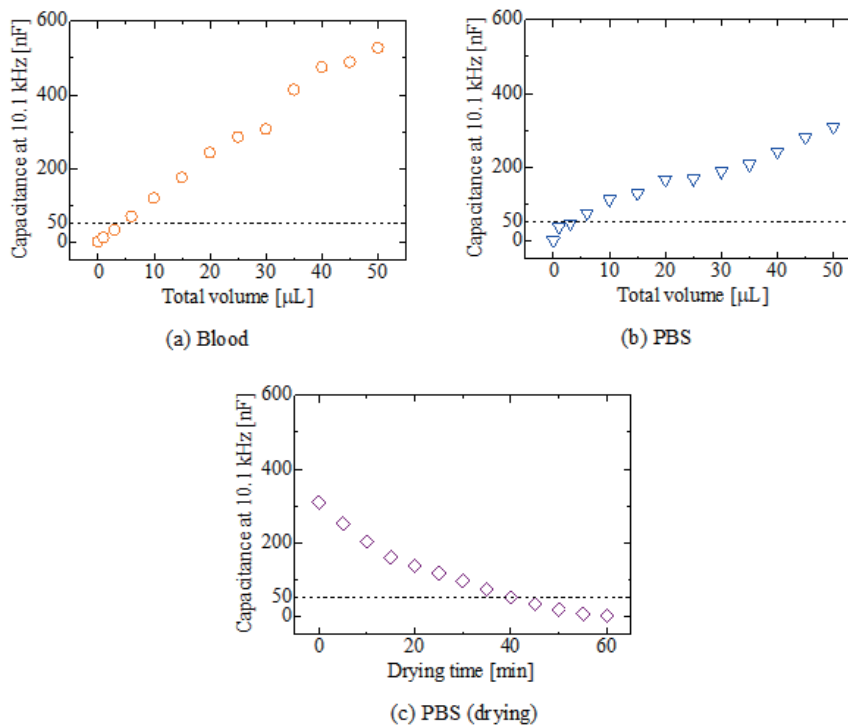 600
400
200
50
0
Capacitance at 10.1 kHz [nF]
0 10 20 30 40 50
Total volume [μL]
(a) Blood
600
400
200
50
0
Capacitance at 10.1 kHz [nF]
0 10 20 30 40 50
Total volume [μL]
(b) PBS
600
400
200
50
0
Capacitance at 10.1 kHz [nF]
0 20 40 60
Drying time [min]
(c) PBS (drying)